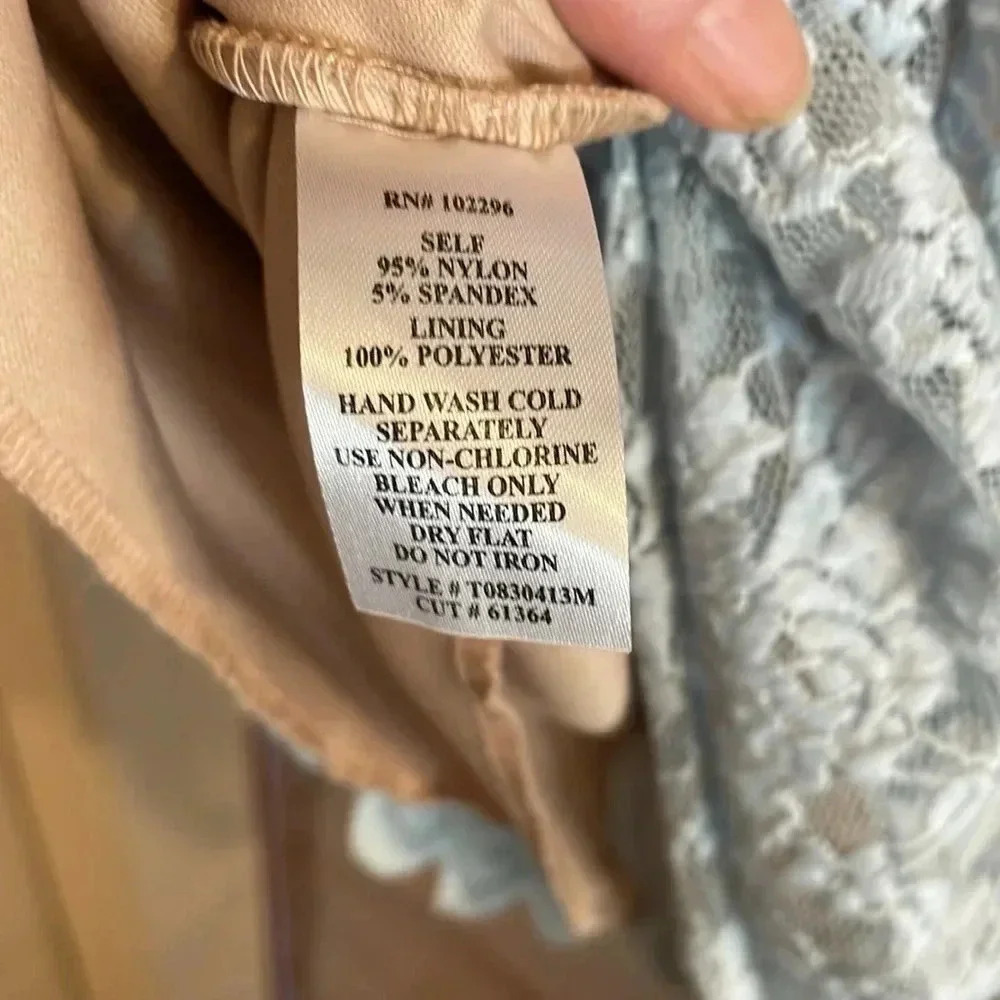 RN# 102296
SELF
95% NYLON
5% SPANDEX
LINING
100% POLYESTER
HAND WASH COLD
SEPARATELY
USE NON-CHLORINE
BLEACH ONLY
WHEN NEEDED
DRY FLAT
DO NOT IRON
STYLE # T0830413M
CUT # 61364